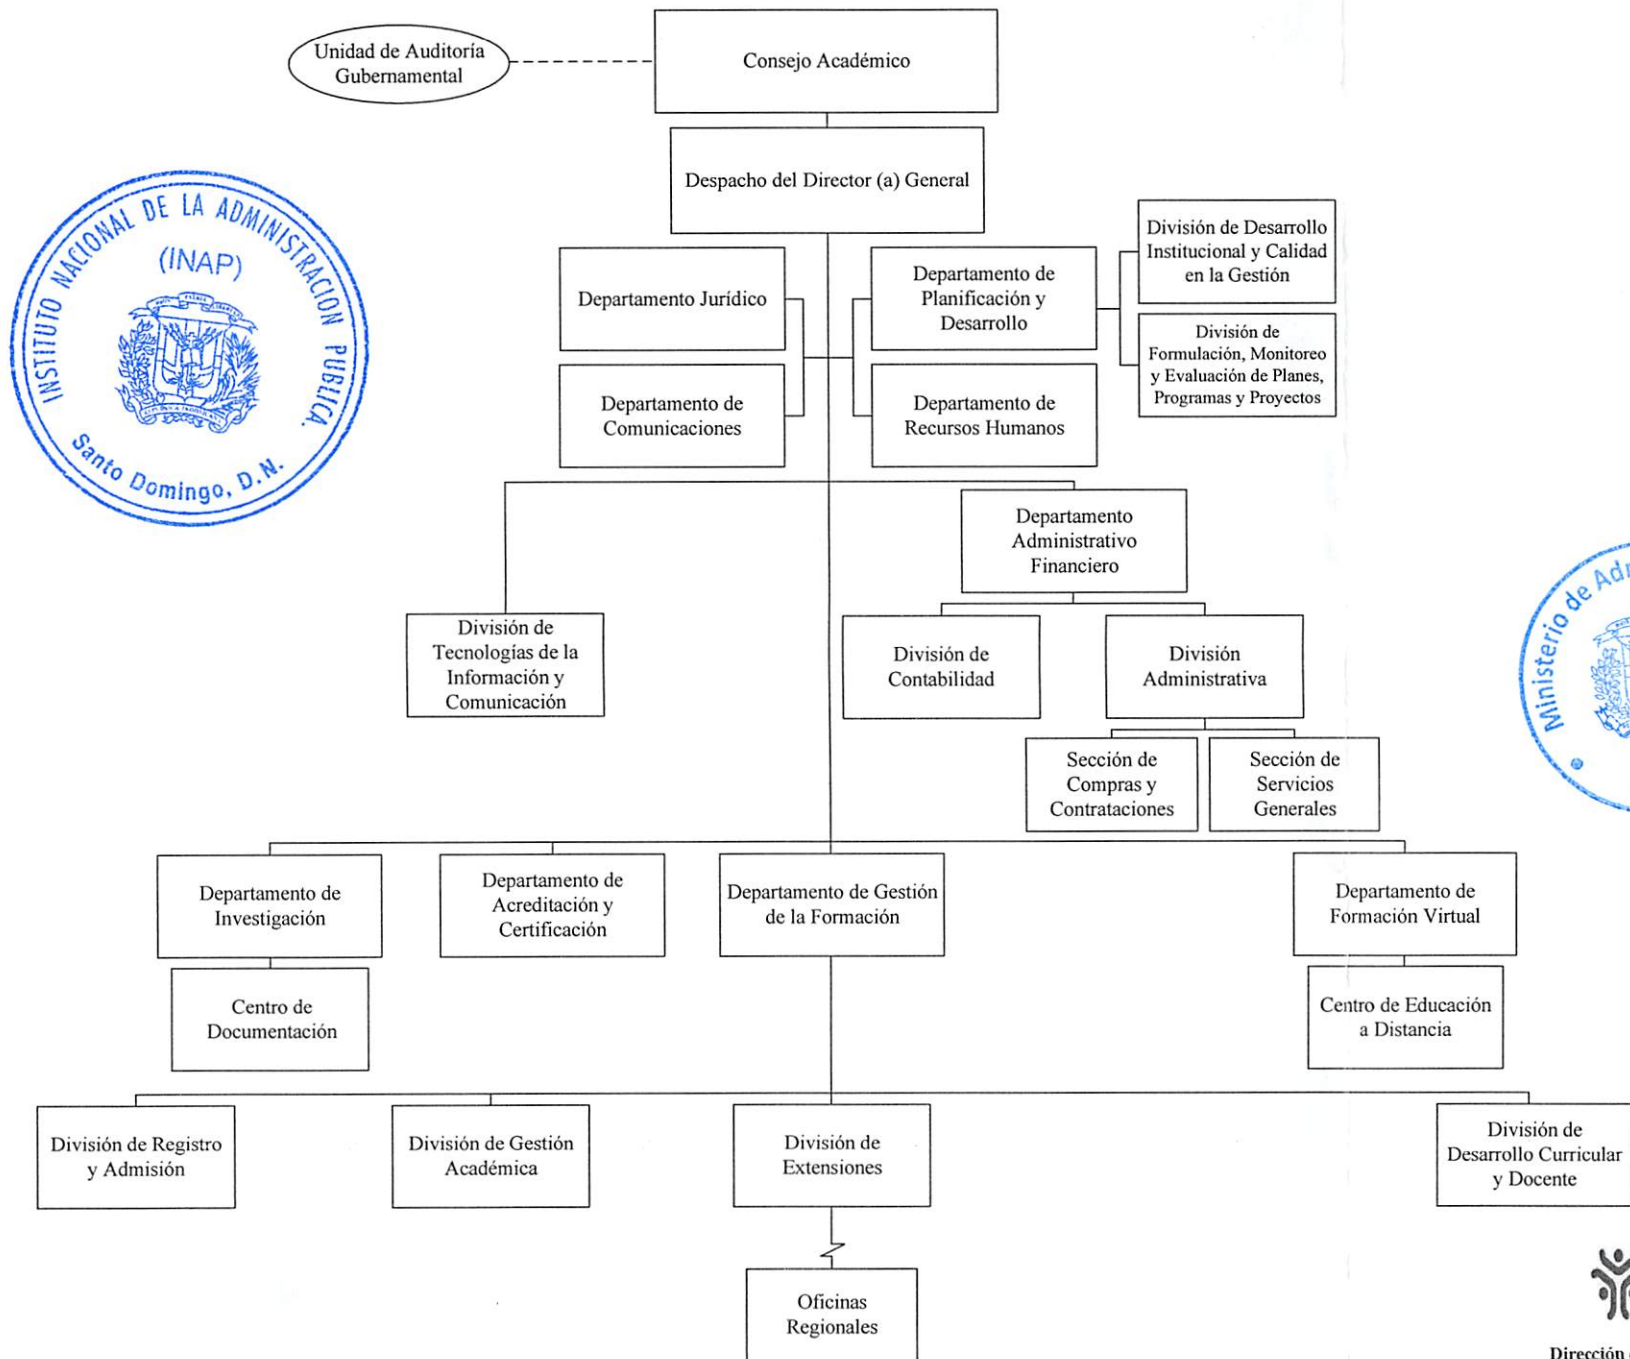 Unidad de Auditoría
Gubernamental
Consejo Académico
Despacho del Director (a) General
INSTITUTO NACIONAL DE LA ADMINISTRACION PUBLICA.
(INAP)
Santo Domingo, D.N.
Departamento Jurídico
Departamento de
Planificación y
Desarrollo
División de Desarrollo
Institucional y Calidad
en la Gestión
División de
Formulación, Monitoreo
y Evaluación de Planes,
Programas y Proyectos
Departamento de
Comunicaciones
Departamento de
Recursos Humanos
Departamento
Administrativo
Financiero
División de
Tecnologías de la
Información y
Comunicación
División de
Contabilidad
División
Administrativa
Ministerio de
Sección de
Compras y
Contrataciones
Sección de
Servicios
Generales
Departamento de
Investigación
Departamento de
Acreditación y
Certificación
Departamento de Gestión
de la Formación
Departamento de
Formación Virtual
Centro de
Documentación
Centro de Educación
a Distancia
División de Registro
y Admisión
División de Gestión
Académica
División de
Extensiones
División de
Desarrollo Curricular
y Docente
Oficinas
Regionales
Dirección